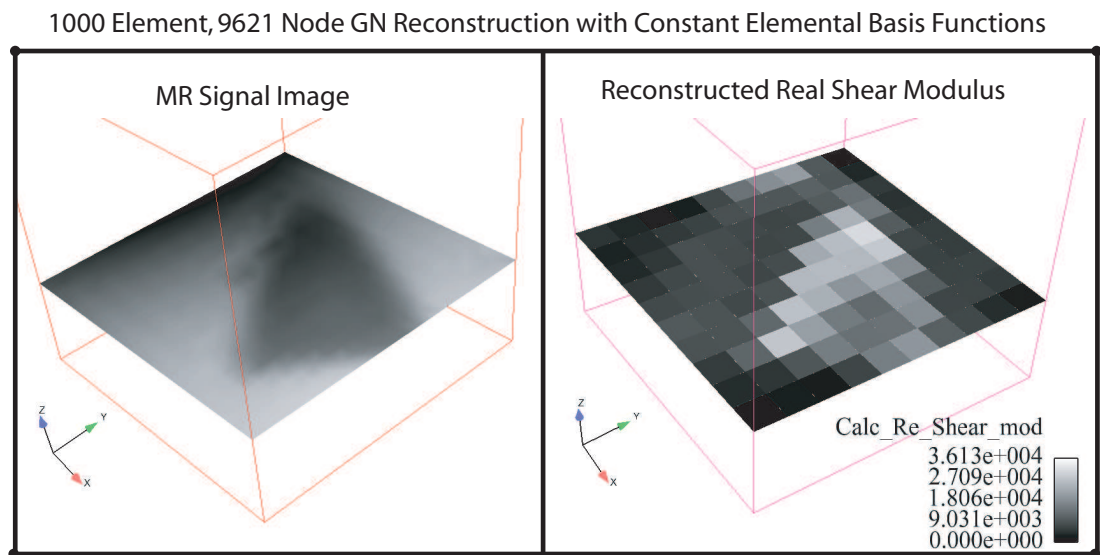 1000 Element, 9621 Node GN Reconstruction with Constant Elemental Basis Functions
MR Signal Image
Reconstructed Real Shear Modulus
Z
Y
X
Z
Y
X
Calc_Re_Shear_mod
3.613e+004
2.709e+004
1.806e+004
9.031e+003
0.000e+000